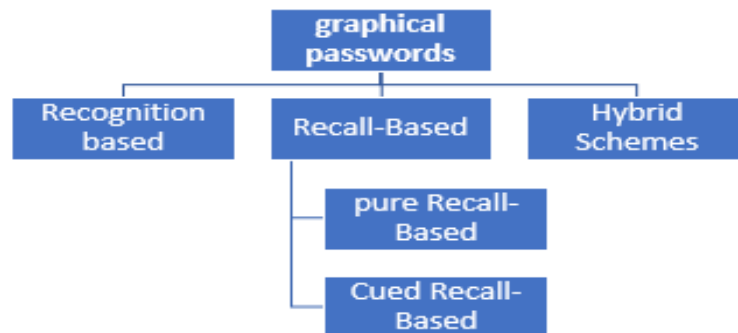 graphical
passwords
Recognition
based
Recall-Based
Hybrid
Schemes
pure Recall-
Based
Cued Recall-
Based